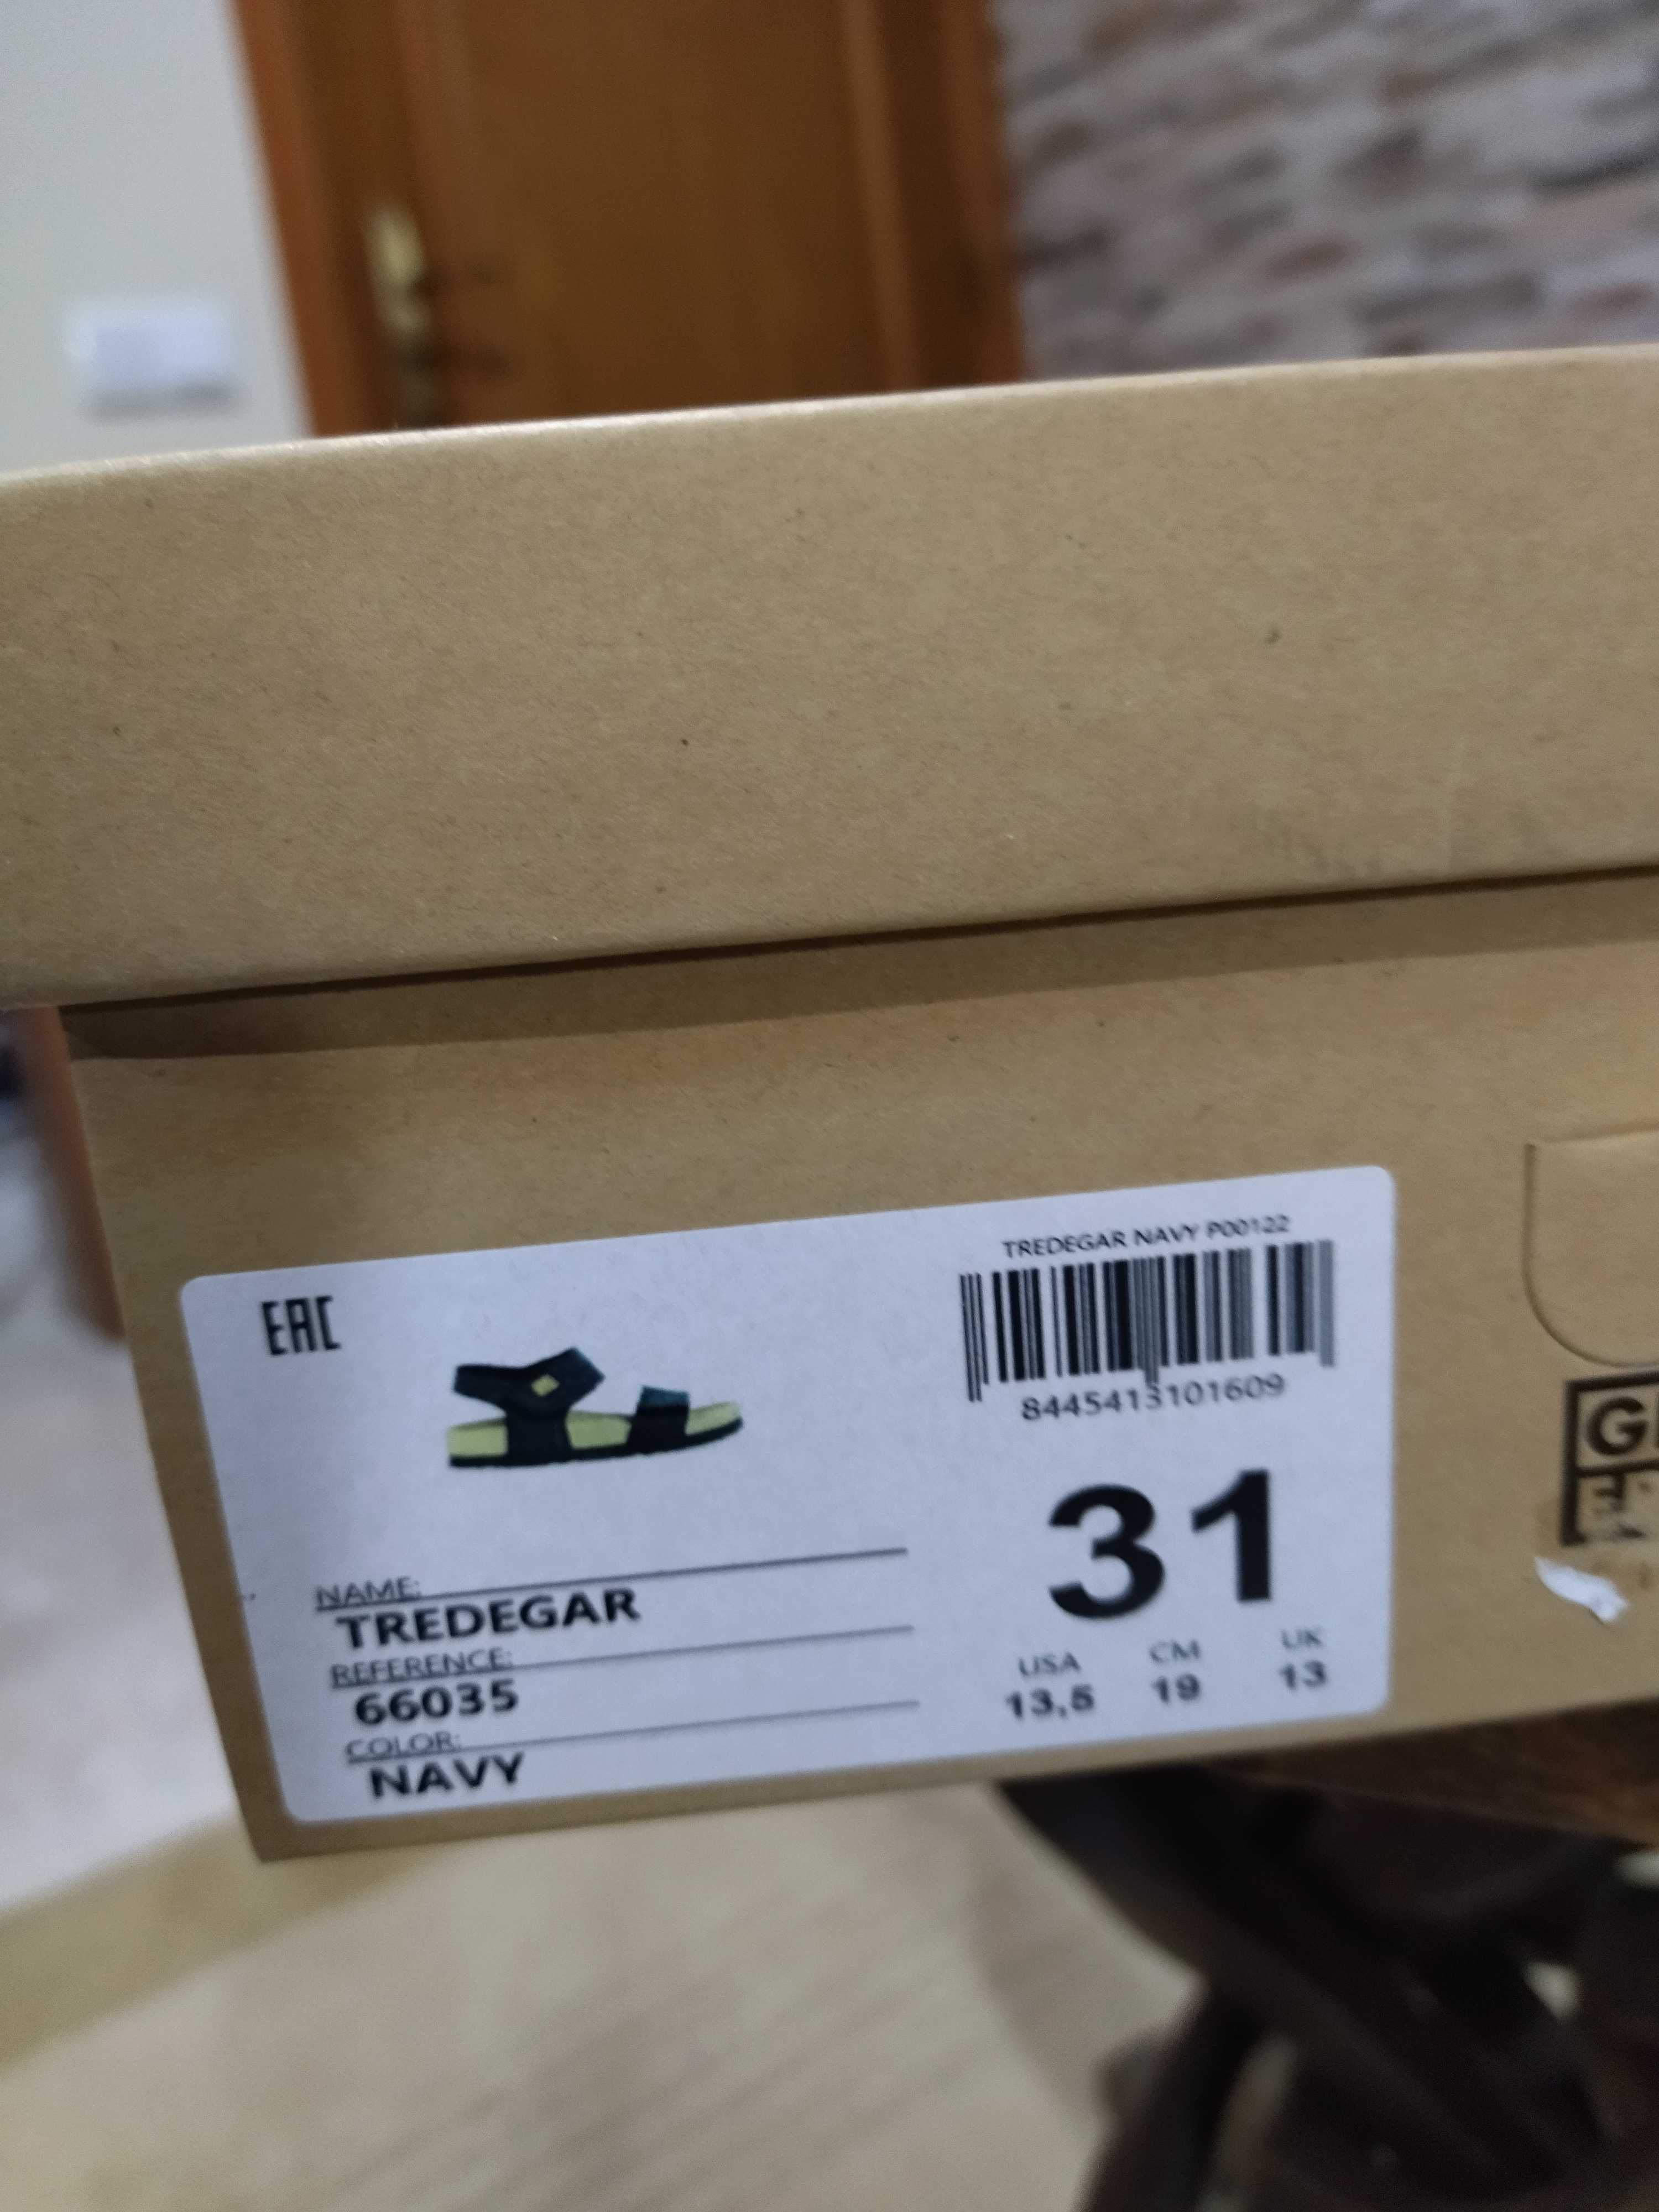 EAC
TREDEGAR NAVY P00122
8445413101609
31
USA CM UK
13,5 19 13
NAME:
TREDEGAR
REFERENCE:
66035
COLOR:
NAVY